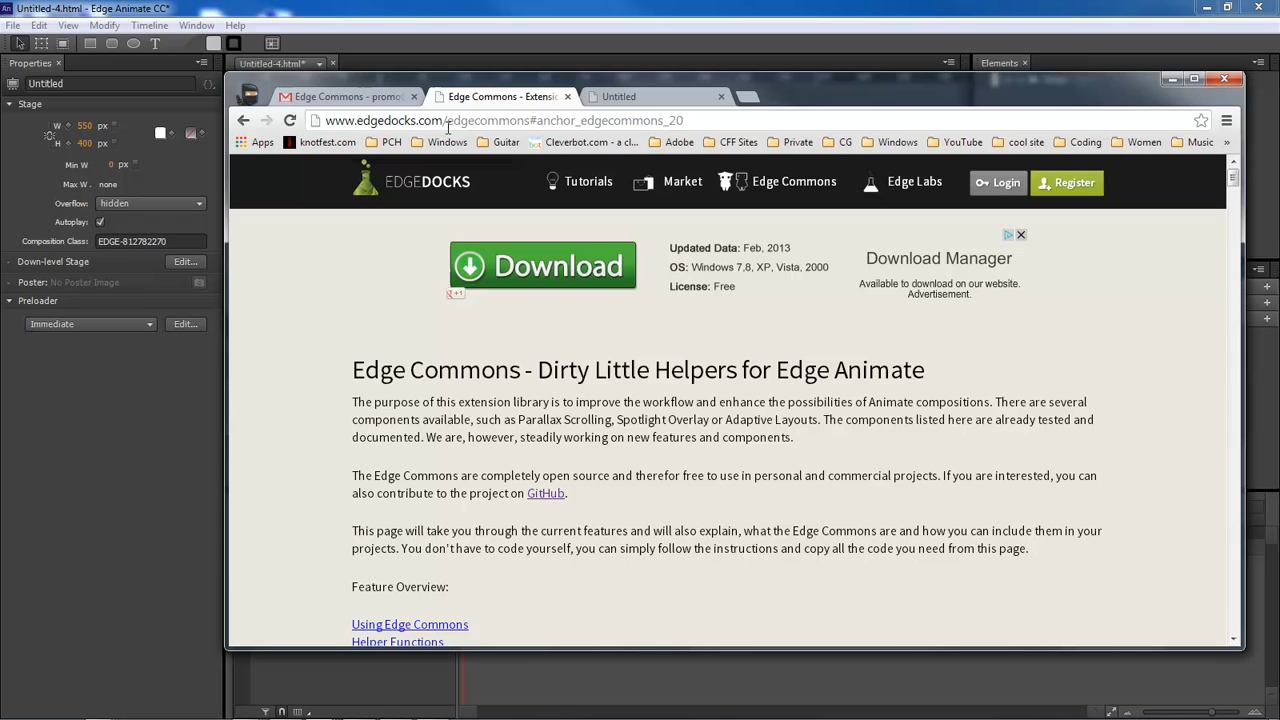 Untitled-4.html - Edge Animate CC*
File Edit View Modify Timeline Window Help
Properties
Untitled-4.html*
Elements
Untitled
Stage
W 550 px
H 400 px
Min W 0 px
Max W - none
Overflow: hidden
Autoplay:
Composition Class: EDGE-812782270
Down-level Stage Edit...
Poster: No Poster Image
Preloader
Immediate Edit...
Edge Commons - promo
Edge Commons - Extensio
Untitled
www.edgedocks.com/edgecommons#anchor_edgecommons_20
Apps knotfest.com PCH Windows Guitar Cleverbot.com - a cl... Adobe CFF Sites Private CG Windows YouTube cool site Coding Women Music »
EDGEDOCKS Tutorials Market Edge Commons Edge Labs Login Register
Download
+1
Updated Data: Feb, 2013
OS: Windows 7,8, XP, Vista, 2000
License: Free
Download Manager
Available to download on our website.
Advertisement.
Edge Commons - Dirty Little Helpers for Edge Animate
The purpose of this extension library is to improve the workflow and enhance the possibilities of Animate compositions. There are several
components available, such as Parallax Scrolling, Spotlight Overlay or Adaptive Layouts. The components listed here are already tested and
documented. We are, however, steadily working on new features and components.
The Edge Commons are completely open source and therefor free to use in personal and commercial projects. If you are interested, you can
also contribute to the project on GitHub.
This page will take you through the current features and will also explain, what the Edge Commons are and how you can include them in your
projects. You don't have to code yourself, you can simply follow the instructions and copy all the code you need from this page.
Feature Overview:
Using Edge Commons
Helper Functions